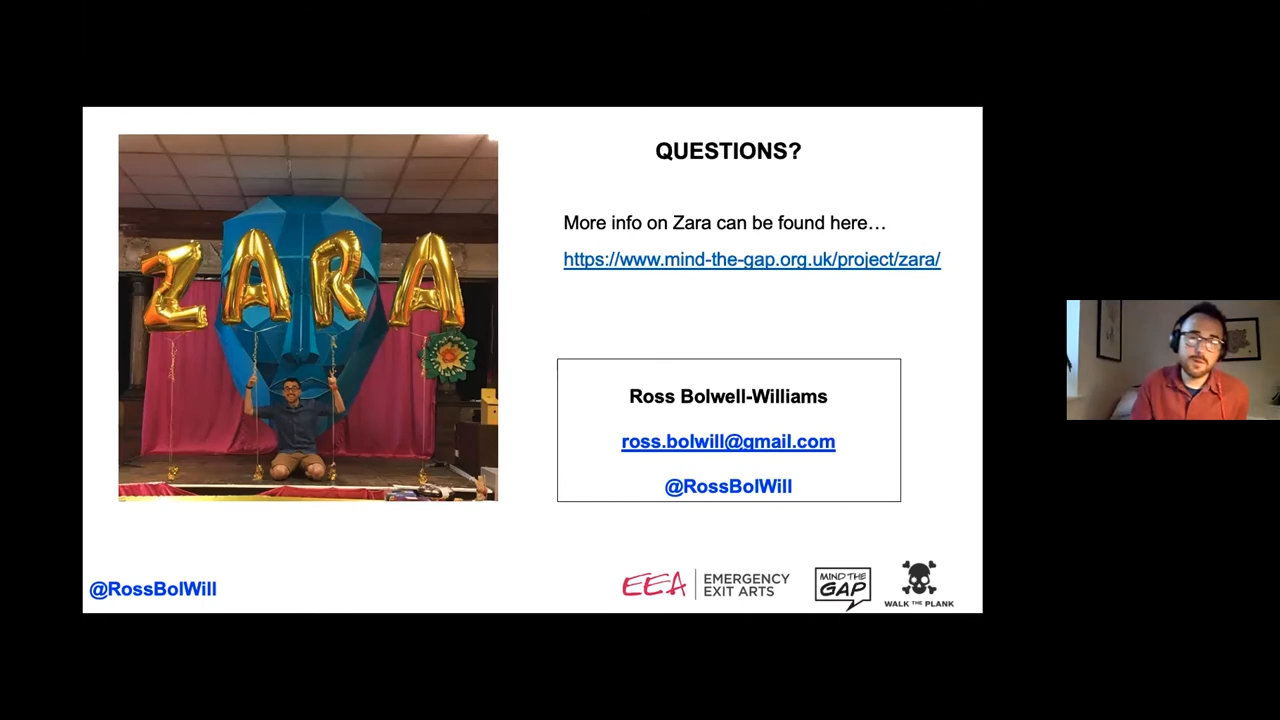 ZARA
QUESTIONS?
More info on Zara can be found here…
https://www.mind-the-gap.org.uk/project/zara/
Ross Bolwell-Williams
ross.bolwill@gmail.com
@RossBolWill
@RossBolWill
EEA
EMERGENCY
EXIT ARTS
MIND THE
GAP
WALK THE PLANK